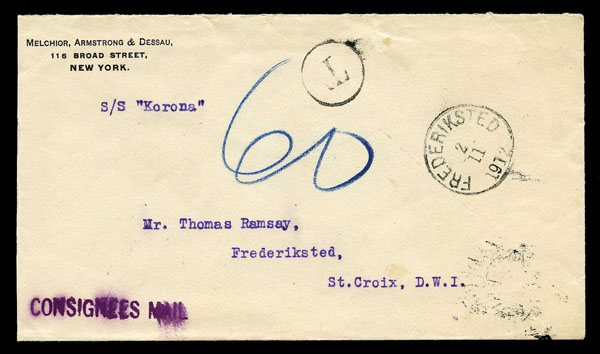 MELCHIOR, ARMSTRONG & DESSAU,
116 BROAD STREET,
NEW YORK.
T
S/S "Korona"
60
FREDERIKSTED
2
11
1912
Mr. Thomas Ramsay,
Frederiksted,
St.Croix, D.W.I.
CONSIGNEES MAIL